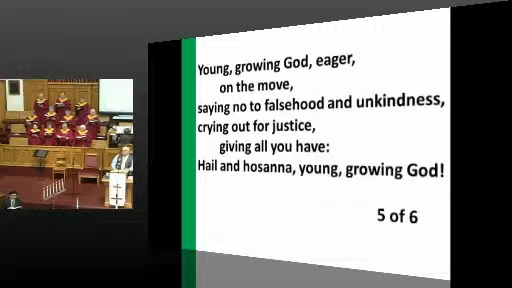 Young, growing God, eager,
on the move,
saying no to falsehood and unkindness,
crying out for justice,
giving all you have:
Hail and hosanna, young, growing God!
5 of 6